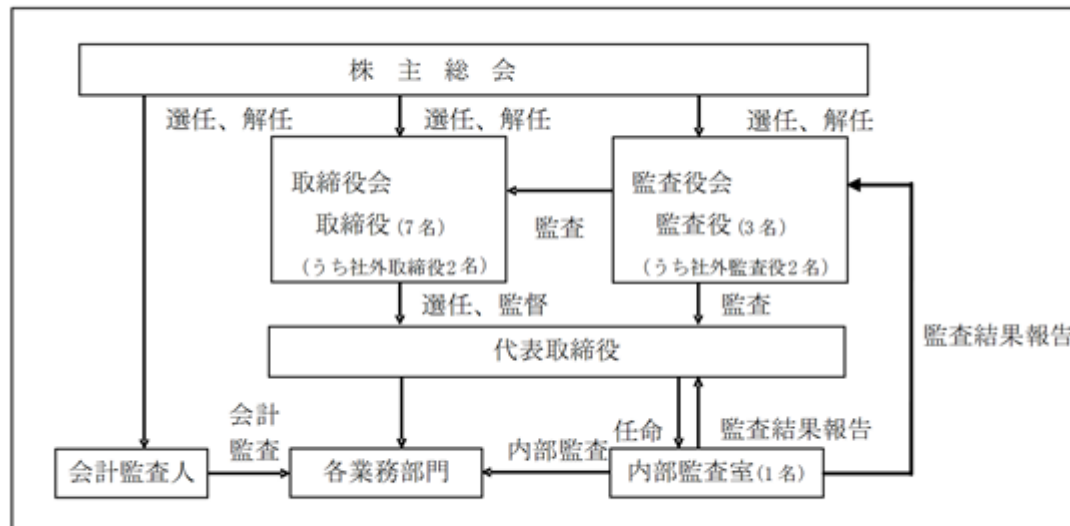 株 主 総 会
選任、解任
選任、解任
選任、解任
取締役会
取締役(7名)
(うち社外取締役2名)
監査
監査役会
監査役(3名)
(うち社外監査役2名)
選任、監督
監査
代表取締役
監査結果報告
会計
監査
任命
監査結果報告
内部監査
会計監査人
各業務部門
内部監査室(1名)